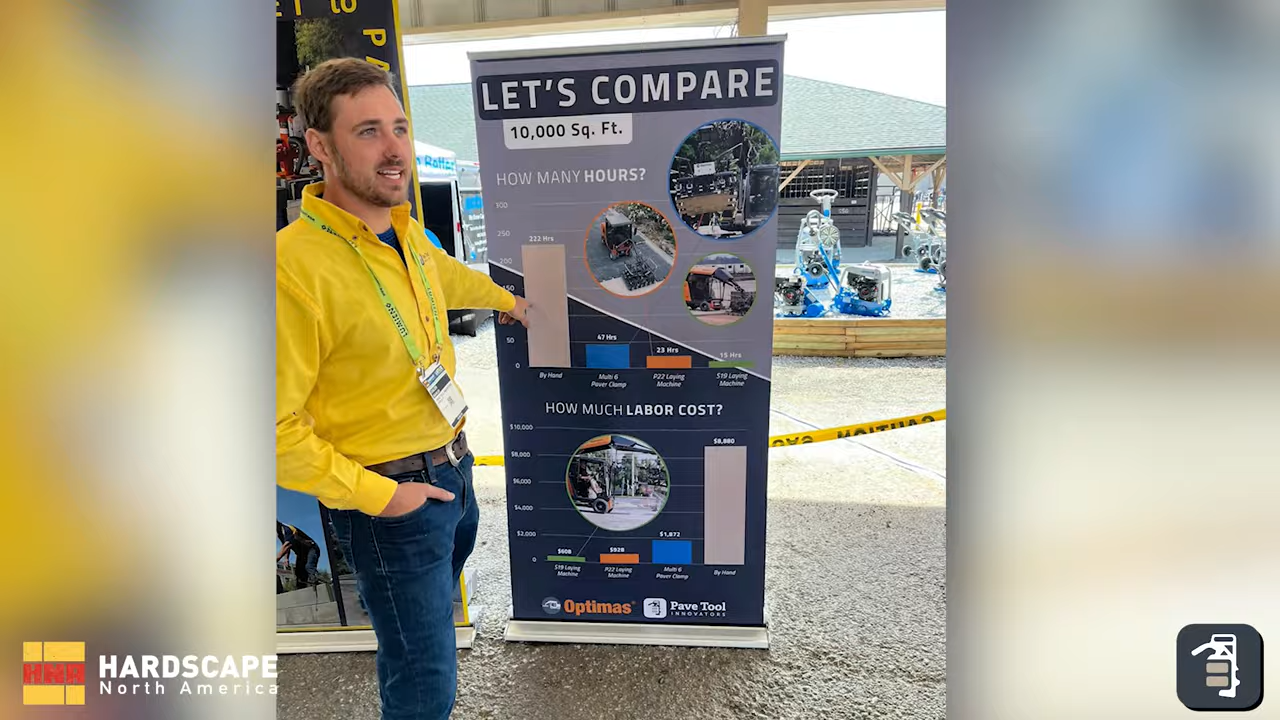 to
LET'S COMPARE
10,000 Sq. Ft.
HOW MANY HOURS?
300
250
222 Hrs
200
50
47 Hrs
23 Hrs
15 Hrs
0
By Hand
Multi 6
Paver Clamp
P22 Laying
Machine
S19 Laying
Machine
HOW MUCH LABOR COST?
$10,000
$8,000
$8,880
$6,000
$4,000
$2,000
$1,872
$608
$928
0
S19 Laying
Machine
P22 Laying
Machine
Multi 6
Paver Clamp
By Hand
Optimas
Pave Tool
INNOVATORS
CAUTION
HNA
HARDSCAPE
North America